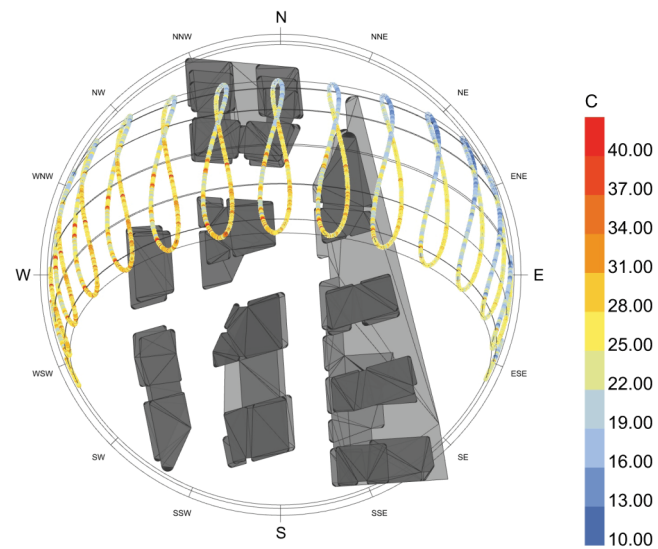 N
NNW
NNE
NW
NE
C
40.00
WNW
ENE
37.00
34.00
31.00
W
E
28.00
25.00
WSW
ESE
22.00
19.00
SW
SE
16.00
13.00
SSW
SSE
10.00
S